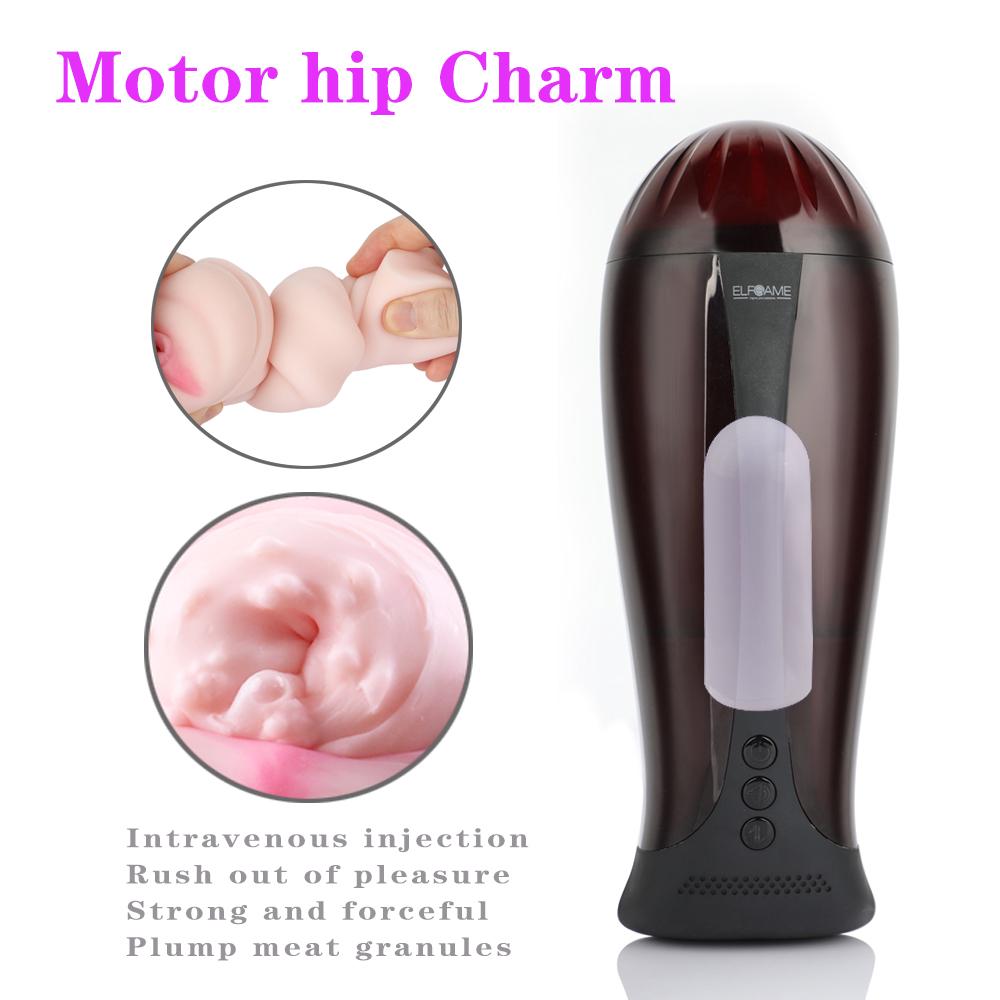 Motor hip Charm
ELFGAME
Intravenous injection
Rush out of pleasure
Strong and forceful
Plump meat granules